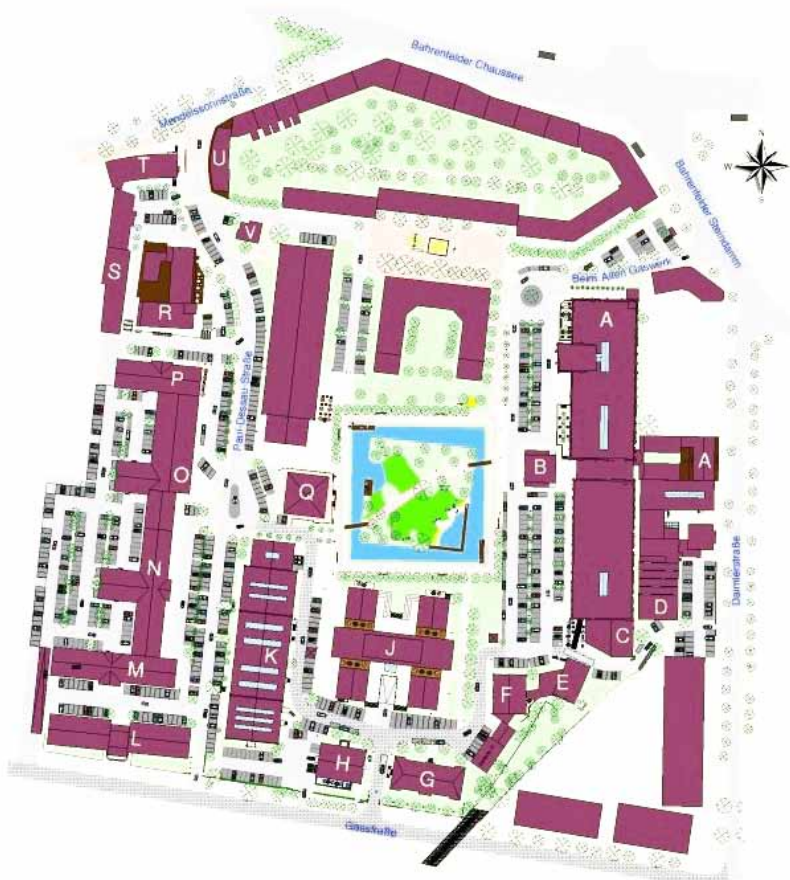 Bahrenfelder Chaussee
Mendelssohnstraße
U
T
N
W
S
V
Bahrenfelder Steindamm
S
Beim Alten Gaswerk
R
A
P
Paul-Dessau-Straße
A
B
O
Q
N
Daimlerstraße
D
C
J
K
M
E
F
L
H
G
Gasstraße